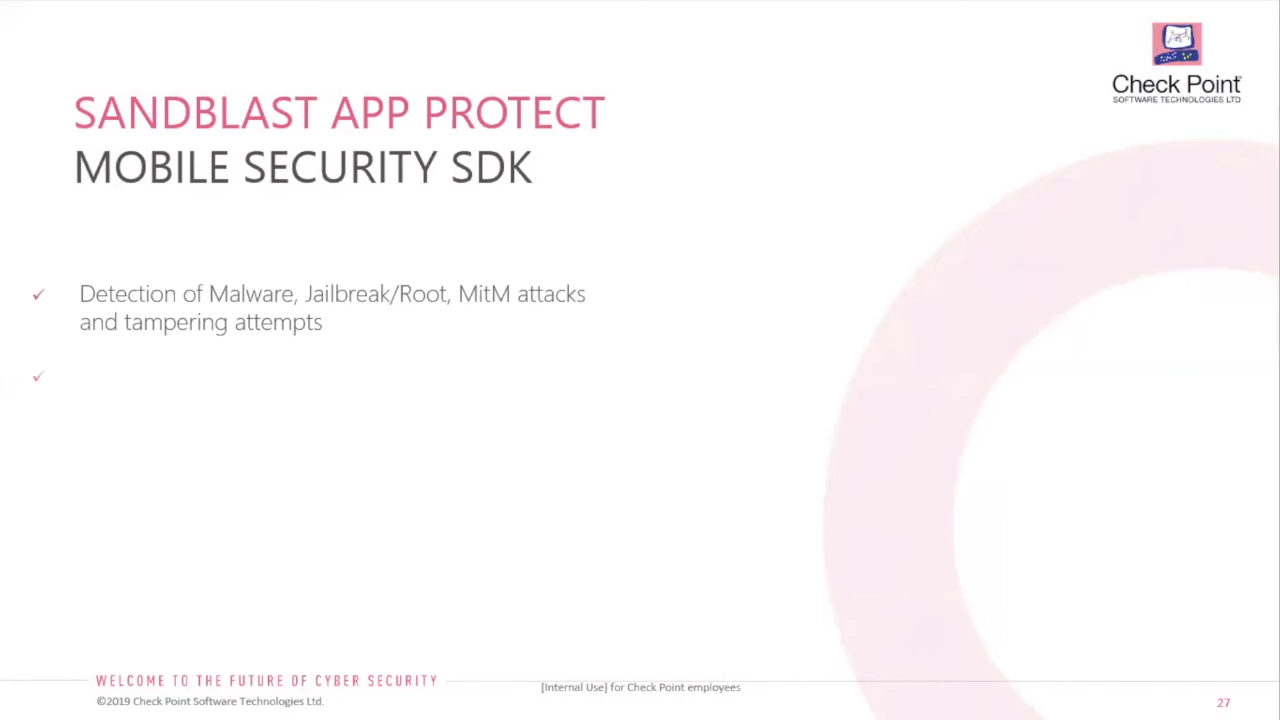 Check Point
SOFTWARE TECHNOLOGIES LTD
SANDBLAST APP PROTECT
MOBILE SECURITY SDK
✓ Detection of Malware, Jailbreak/Root, MitM attacks
and tampering attempts
✓
WELCOME TO THE FUTURE OF CYBER SECURITY
©2019 Check Point Software Technologies Ltd.
[Internal Use] for Check Point employees
27